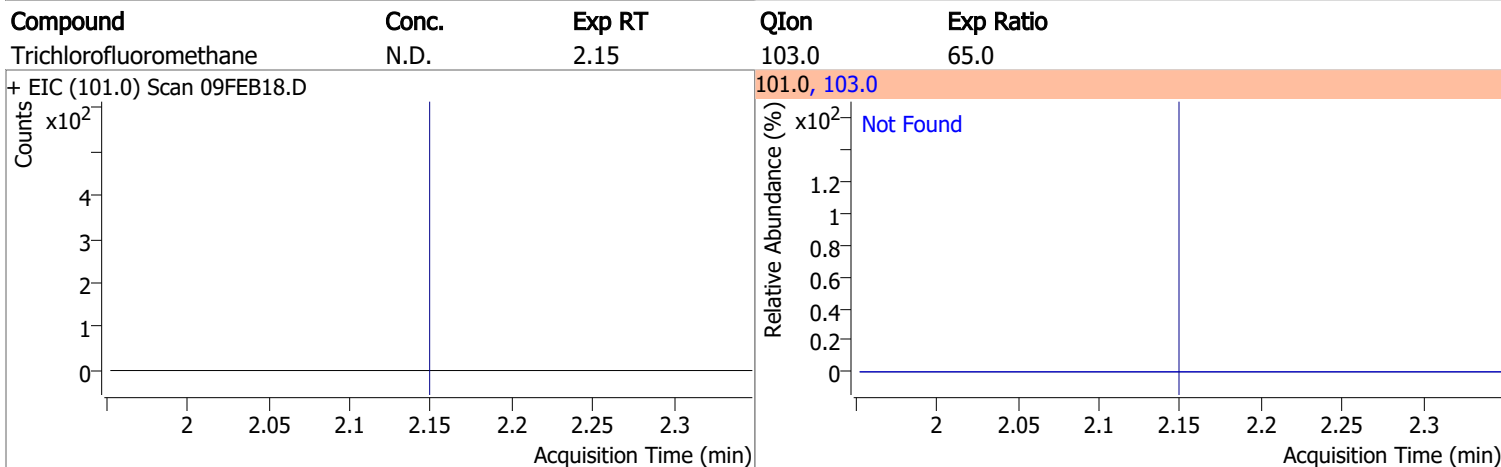 Compound Conc. Exp RT QIon Exp Ratio
Trichlorofluoromethane N.D. 2.15 103.0 65.0
+ EIC (101.0) Scan 09FEB18.D
Counts
x10²
4
3
2
1
0
2 2.05 2.1 2.15 2.2 2.25 2.3
Acquisition Time (min)
101.0, 103.0
Relative Abundance (%)
x10²
Not Found
1.2
1
0.8
0.6
0.4
0.2
0
2 2.05 2.1 2.15 2.2 2.25 2.3
Acquisition Time (min)